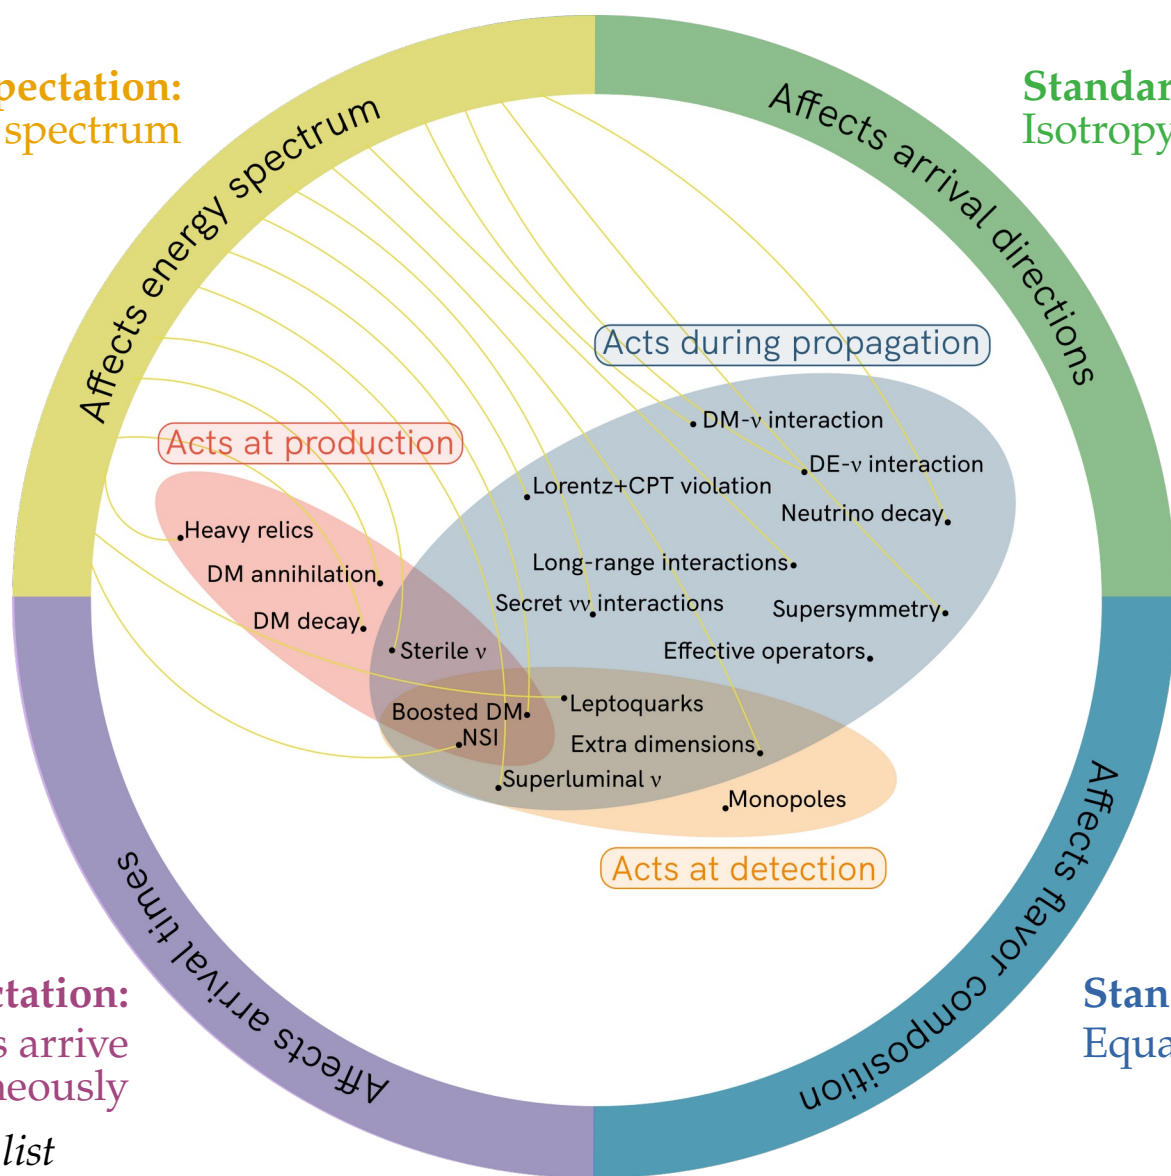 pectation:
spectrum
Standar
Isotropy
Affects energy spectrum
Affects arrival directions
Acts during propagation
DM-ν interaction
Acts at production
DE-ν interaction
Lorentz+CPT violation
Neutrino decay
Heavy relics
Long-range interactions
DM annihilation
Secret νν interactions
Supersymmetry
DM decay
Sterile ν
Effective operators
Leptoquarks
Boosted DM
NSI
Extra dimensions
Superluminal ν
Monopoles
Acts at detection
Affects arrival times
Affects flavor composition
ctation:
s arrive
neously
list
Stan
Equa